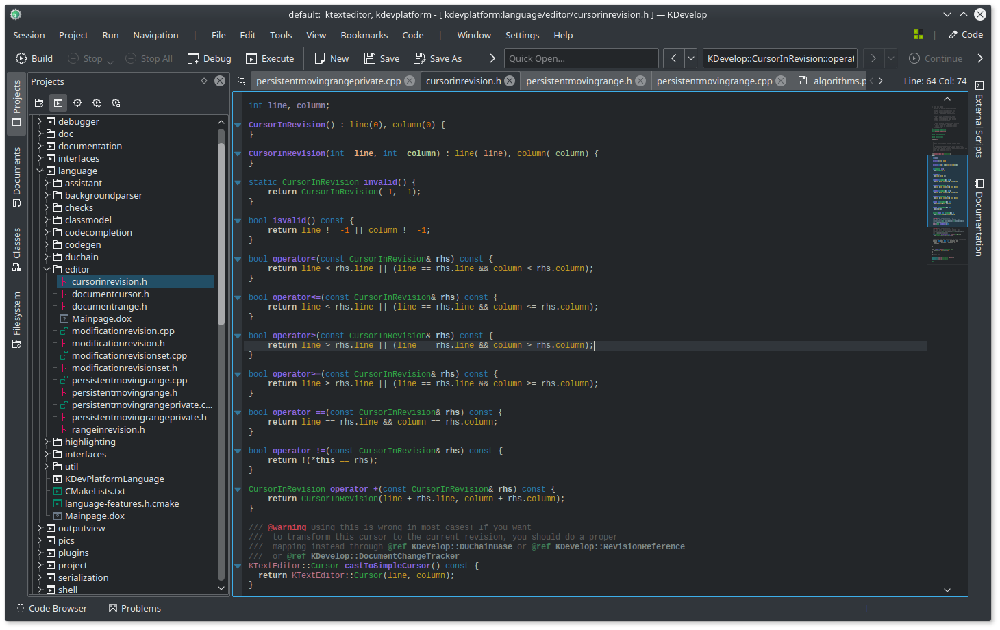 default:  ktexteditor, kdevplatform - [ kdevplatform:language/editor/cursorinrevision.h ] — KDevelop
Session Project Run Navigation | File Edit Tools View Bookmarks Code | Window Settings Help | Code
Build Stop Stop All Debug Execute New Save Save As Quick Open... KDevelop::CursorInRevision::operat Continue
Projects
persistentmovingrangeprivate.cpp cursorinrevision.h persistentmovingrange.h persistentmovingrange.cpp algorithms.p Line: 64 Col: 74
Projects
Documents
Classes
Filesystem
debugger
doc
documentation
interfaces
language
assistant
backgroundparser
checks
classmodel
codecompletion
codegen
duchain
editor
cursorinrevision.h
documentcursor.h
documentrange.h
Mainpage.dox
modificationrevision.cpp
modificationrevision.h
modificationrevisionset.cpp
modificationrevisionset.h
persistentmovingrange.cpp
persistentmovingrange.h
persistentmovingrangeprivate.c...
persistentmovingrangeprivate.h
rangeinrevision.h
highlighting
interfaces
util
KDevPlatformLanguage
CMakeLists.txt
language-features.h.cmake
Mainpage.dox
outputview
pics
plugins
project
serialization
shell
int line, column;
CursorInRevision() : line(0), column(0) {
}
CursorInRevision(int _line, int _column) : line(_line), column(_column) {
}
static CursorInRevision invalid() {
return CursorInRevision(-1, -1);
}
bool isValid() const {
return line != -1 || column != -1;
}
bool operator<(const CursorInRevision& rhs) const {
return line < rhs.line || (line == rhs.line && column < rhs.column);
}
bool operator<=(const CursorInRevision& rhs) const {
return line < rhs.line || (line == rhs.line && column <= rhs.column);
}
bool operator>(const CursorInRevision& rhs) const {
return line > rhs.line || (line == rhs.line && column > rhs.column);
}
bool operator>=(const CursorInRevision& rhs) const {
return line > rhs.line || (line == rhs.line && column >= rhs.column);
}
bool operator ==(const CursorInRevision& rhs) const {
return line == rhs.line && column == rhs.column;
}
bool operator !=(const CursorInRevision& rhs) const {
return !(*this == rhs);
}
CursorInRevision operator +(const CursorInRevision& rhs) const {
return CursorInRevision(line + rhs.line, column + rhs.column);
}
/// @warning Using this is wrong in most cases! If you want
///  to transform this cursor to the current revision, you should do a proper
///  mapping instead through @ref KDevelop::DUChainBase or @ref KDevelop::RevisionReference
///  or @ref KDevelop::DocumentChangeTracker
KTextEditor::Cursor castToSimpleCursor() const {
return KTextEditor::Cursor(line, column);
}
External Scripts
Documentation
{} Code Browser Problems